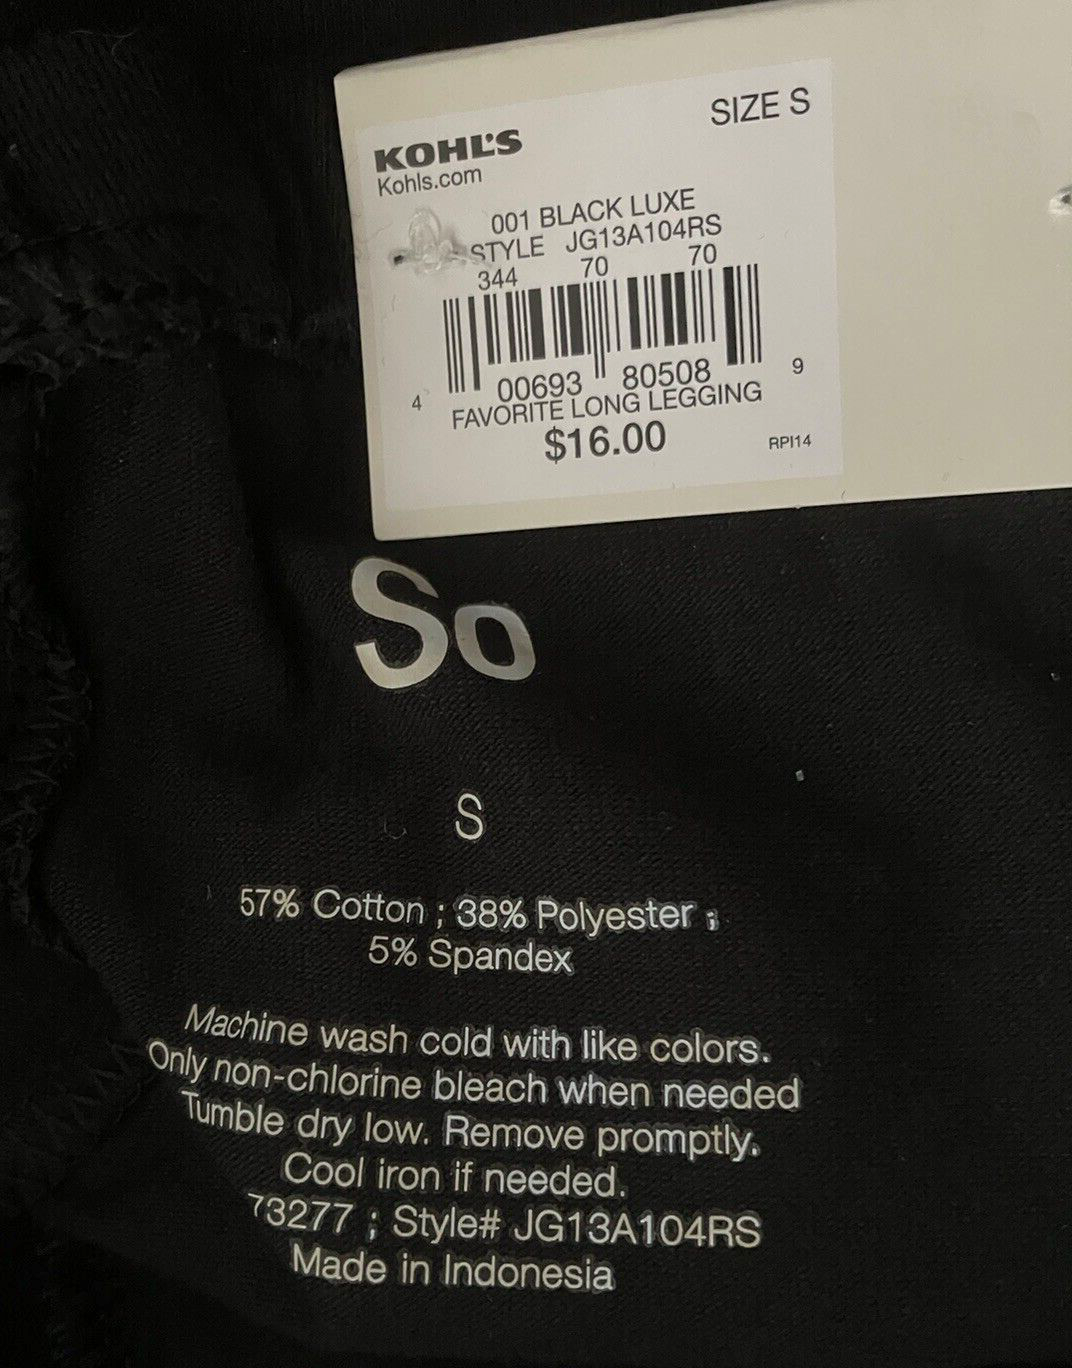 SIZE S
KOHL'S
Kohls.com
001 BLACK LUXE
STYLE JG13A104RS
344 70 70
4 00693 80508 9
FAVORITE LONG LEGGING
$16.00
RPI14
So
S
57% Cotton ; 38% Polyester ;
5% Spandex
Machine wash cold with like colors.
Only non-chlorine bleach when needed
Tumble dry low. Remove promptly.
Cool iron if needed.
73277 ; Style# JG13A104RS
Made in Indonesia